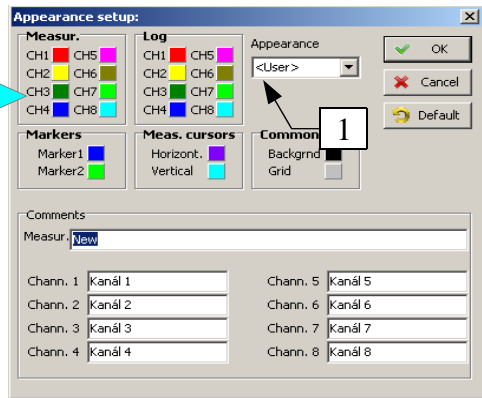 Appearance setup:
Measur.
CH1 CH5
CH2 CH6
CH3 CH7
CH4 CH8
Log
CH1 CH5
CH2 CH6
CH3 CH7
CH4 CH8
Appearance
<User>
OK
Cancel
Default
1
Markers
Marker1
Marker2
Meas. cursors
Horizont.
Vertical
Common
Backgrnd
Grid
Comments
Measur. New
Chann. 1 Kanál 1
Chann. 2 Kanál 2
Chann. 3 Kanál 3
Chann. 4 Kanál 4
Chann. 5 Kanál 5
Chann. 6 Kanál 6
Chann. 7 Kanál 7
Chann. 8 Kanál 8